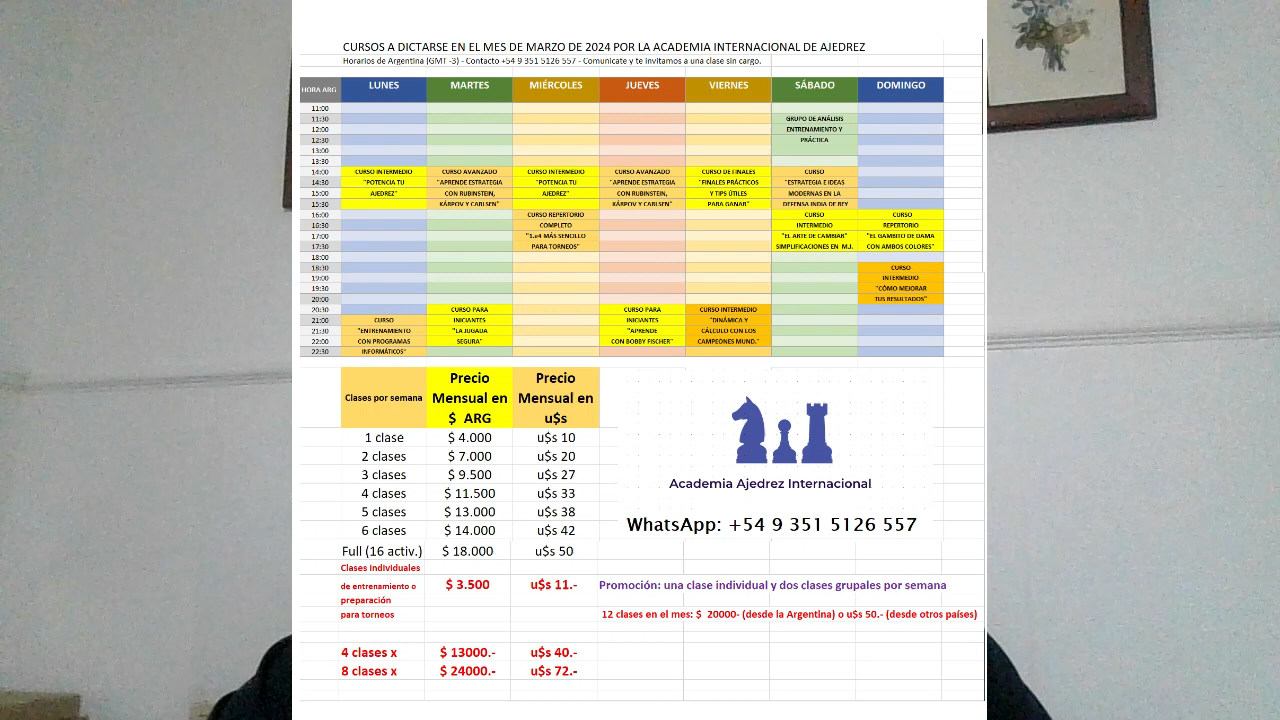 CURSOS A DICTARSE EN EL MES DE MARZO DE 2024 POR LA ACADEMIA INTERNACIONAL DE AJEDREZ
Horarios de Argentina (GMT -3) - Contacto +54 9 351 5126 557 - Comunicate y te invitamos a una clase sin cargo.
HORA ARG LUNES MARTES MIÉRCOLES JUEVES VIERNES SÁBADO DOMINGO
11:00
11:30 GRUPO DE ANÁLISIS
12:00 ENTRENAMIENTO Y
12:30 PRÁCTICA
13:00
13:30
14:00 CURSO INTERMEDIO CURSO AVANZADO CURSO INTERMEDIO CURSO AVANZADO CURSO DE FINALES CURSO
14:30 "POTENCIA TU "APRENDE ESTRATEGIA "POTENCIA TU "APRENDE ESTRATEGIA "FINALES PRÁCTICOS "ESTRATEGIA E IDEAS
15:00 AJEDREZ" CON RUBINSTEIN, AJEDREZ" CON RUBINSTEIN, Y TIPS ÚTILES MODERNAS EN LA
15:30 KÁRPOV Y CARLSEN" KÁRPOV Y CARLSEN" PARA GANAR" DEFENSA INDIA DE REY
16:00 CURSO REPERTORIO CURSO CURSO
16:30 COMPLETO INTERMEDIO REPERTORIO
17:00 "1.e4 MÁS SENCILLO "EL ARTE DE CAMBIAR" "EL GAMBITO DE DAMA
17:30 PARA TORNEOS" SIMPLIFICACIONES EN M.J. CON AMBOS COLORES"
18:00
18:30 CURSO
19:00 INTERMEDIO
19:30 "CÓMO MEJORAR
20:00 TUS RESULTADOS"
20:30 CURSO PARA CURSO PARA CURSO INTERMEDIO
21:00 CURSO INICIANTES INICIANTES "DINÁMICA Y
21:30 "ENTRENAMIENTO "LA JUGADA "APRENDE CÁLCULO CON LOS
22:00 CON PROGRAMAS SEGURA" CON BOBBY FISCHER" CAMPEONES MUND."
22:30 INFORMÁTICOS"
Clases por semana Precio Mensual en $ ARG Precio Mensual en u$s
1 clase $ 4.000 u$s 10
2 clases $ 7.000 u$s 20
3 clases $ 9.500 u$s 27
4 clases $ 11.500 u$s 33
5 clases $ 13.000 u$s 38
6 clases $ 14.000 u$s 42
Full (16 activ.) $ 18.000 u$s 50
Academia Ajedrez Internacional
WhatsApp: +54 9 351 5126 557
Clases individuales
de entrenamiento o $ 3.500 u$s 11.- Promoción: una clase individual y dos clases grupales por semana
preparación
para torneos 12 clases en el mes: $ 20000- (desde la Argentina) o u$s 50.- (desde otros países)
4 clases x $ 13000.- u$s 40.-
8 clases x $ 24000.- u$s 72.-